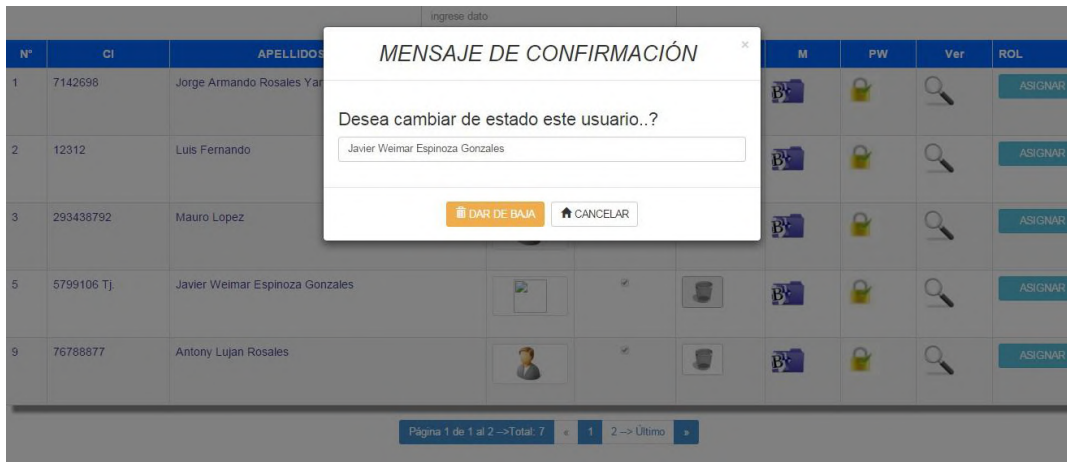 ingrese dato
N° CI APELLIDOS M PW Ver ROL
MENSAJE DE CONFIRMACIÓN ×
1 7142698 Jorge Armando Rosales Yar ASIGNAR
Desea cambiar de estado este usuario..?
Javier Weimar Espinoza Gonzales
2 12312 Luis Fernando ASIGNAR
DAR DE BAJA CANCELAR
3 293438792 Mauro Lopez ASIGNAR
5 5799106 Tj. Javier Weimar Espinoza Gonzales ASIGNAR
9 76788877 Antony Lujan Rosales ASIGNAR
Página 1 de 1 al 2 -->Total: 7 « 1 2 --> Último »